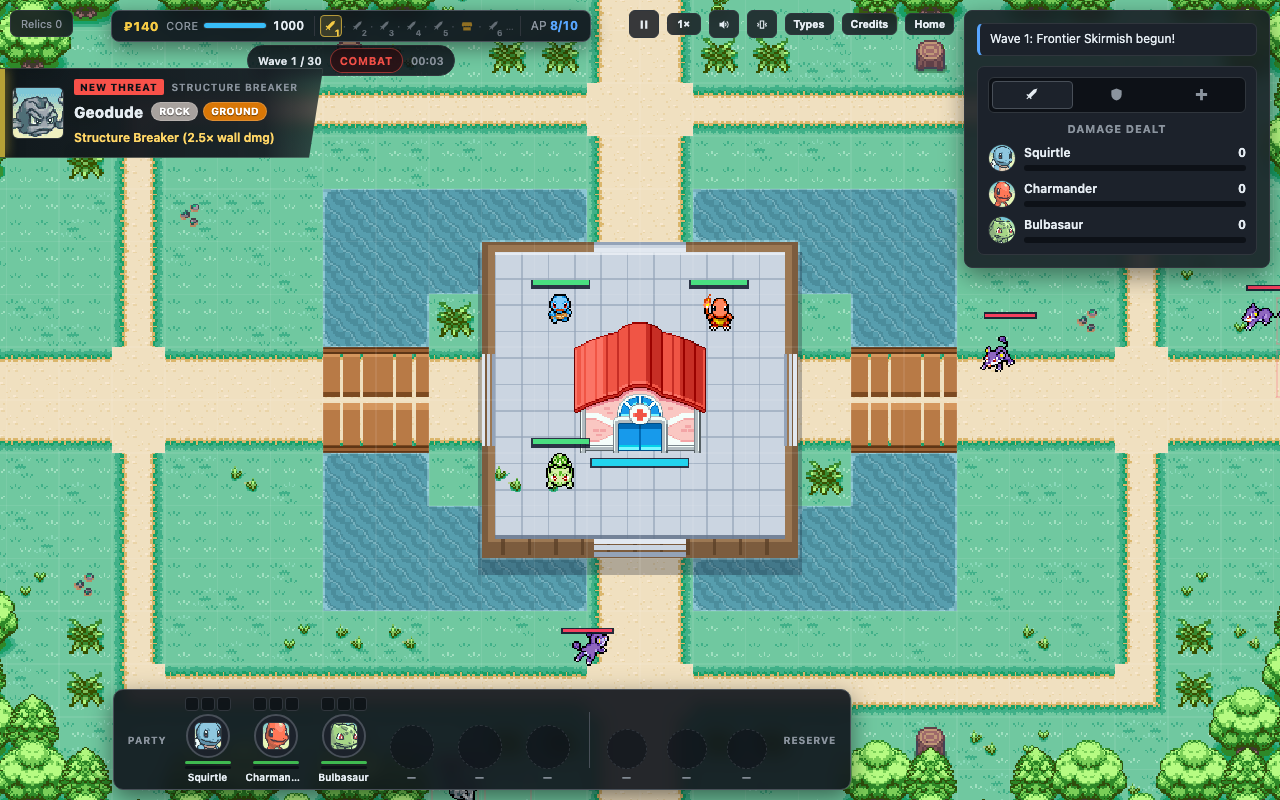 Relics 0
₽140 CORE 1000 1 2 3 4 5 6 ... AP 8/10
1× Types Credits Home
Wave 1 / 30 COMBAT 00:03
NEW THREAT STRUCTURE BREAKER
Geodude ROCK GROUND
Structure Breaker (2.5× wall dmg)
Wave 1: Frontier Skirmish begun!
DAMAGE DEALT
Squirtle 0
Charmander 0
Bulbasaur 0
PARTY
Squirtle Charman... Bulbasaur — — — — — —
RESERVE